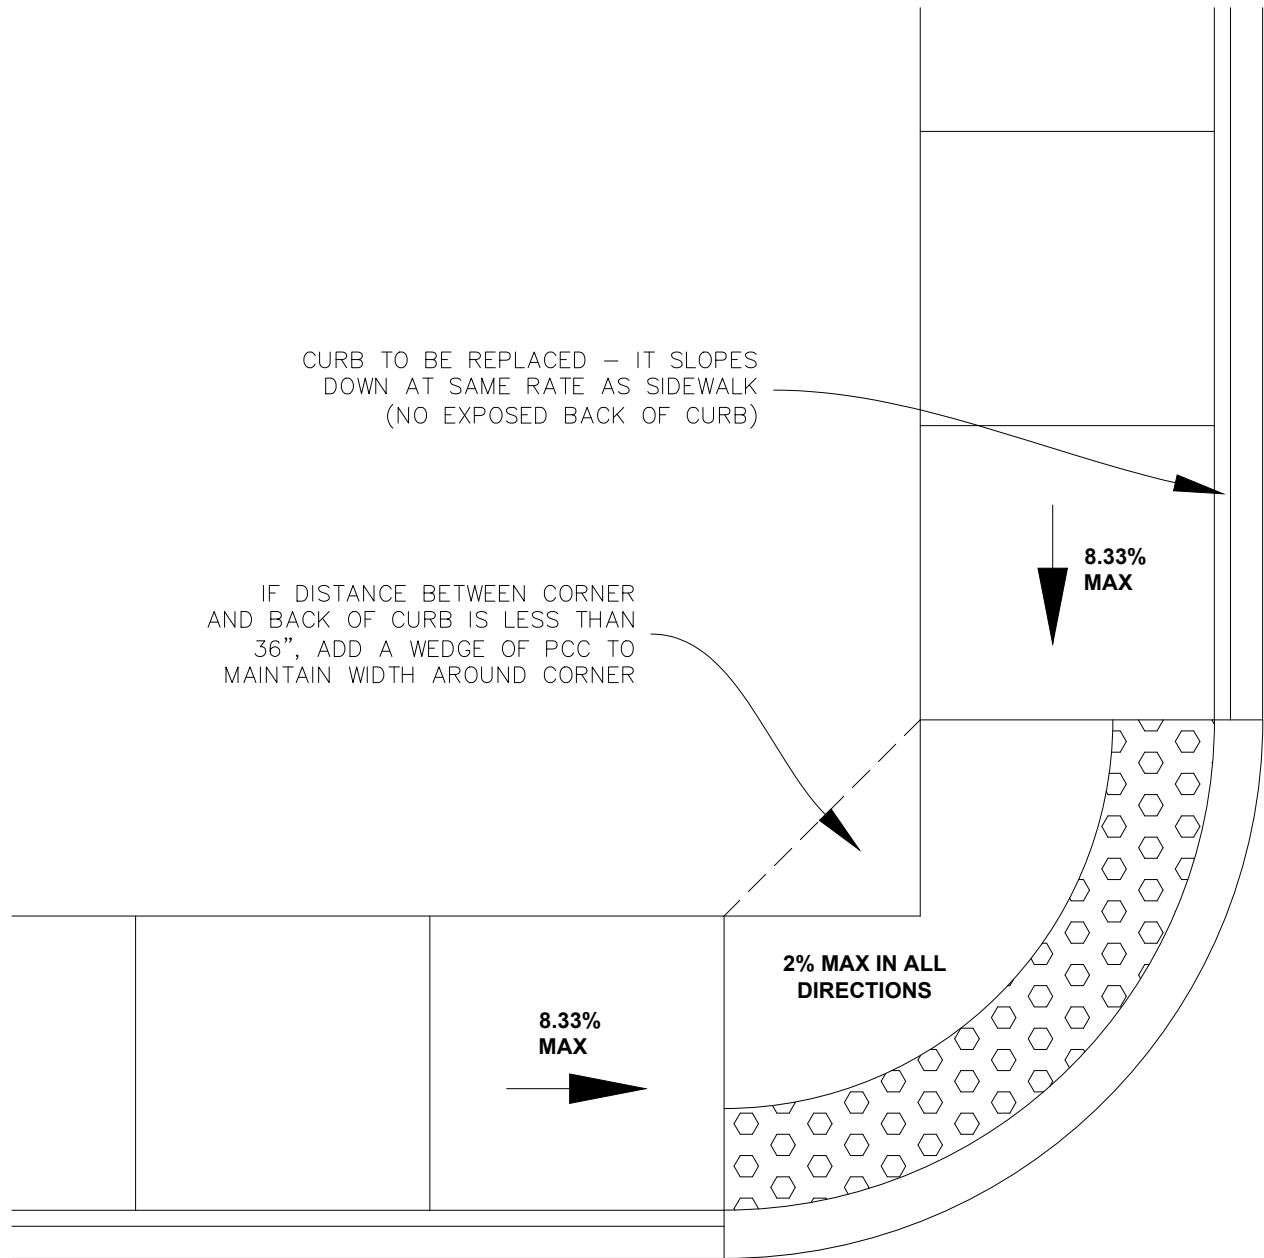 CURB TO BE REPLACED – IT SLOPES
DOWN AT SAME RATE AS SIDEWALK
(NO EXPOSED BACK OF CURB)
8.33%
MAX
IF DISTANCE BETWEEN CORNER
AND BACK OF CURB IS LESS THAN
36”, ADD A WEDGE OF PCC TO
MAINTAIN WIDTH AROUND CORNER
2% MAX IN ALL
DIRECTIONS
8.33%
MAX